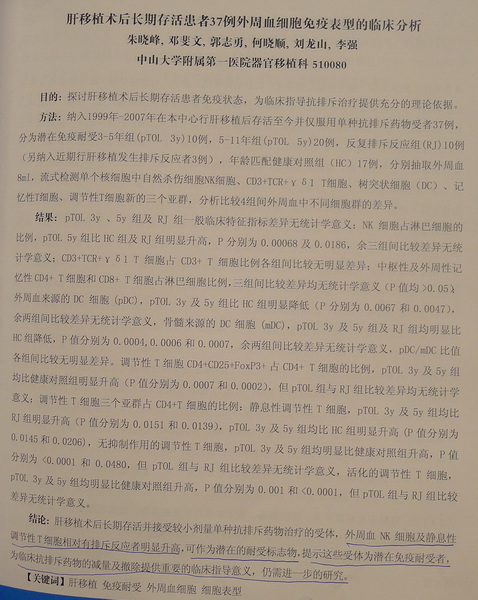 肝移植术后长期存活患者37例外周血细胞免疫表型的临床分析
朱晓峰, 邓斐文, 郭志勇, 何晓顺, 刘龙山, 李强
中山大学附属第一医院器官移植科 510080
目的: 探讨肝移植术后长期存活患者免疫状态, 为临床指导抗排斥治疗提供充分的理论依据。
方法: 纳入1999年-2007年在本中心行肝移植后存活至今并仅服用单种抗排斥药物受者37例,
分为潜在免疫耐受3-5年组(pTOL 3y)10例, 5-11年组(pTOL 5y)20例, 反复排斥反应组(RJ)10例
(另纳入近期行肝移植发生排斥反应者3例), 年龄匹配健康对照组 (HC) 17例, 分别抽取外周血
8ml, 流式检测单个核细胞中自然杀伤细胞NK细胞、CD3+TCR+γδ1 T细胞、树突状细胞 (DC)、记
忆性T细胞、调节性T细胞新的三个亚群, 分析比较4组间外周血中不同细胞群的差异。
结果: pTOL 3y 、5y 组及 RJ 组一般临床特征指标差异无统计学意义; NK 细胞占淋巴细胞的
比例, pTOL 5y 组比 HC 组及 RJ 组明显升高, P 分别为 0.00068 及 0.0186, 余三组间比较差异无统
计学意义; CD3+TCR+γδ1 T 细胞占 CD3+ T 细胞比例各组间比较无明显差异; 中枢性及外周性记
忆性 CD4+ T 细胞和 CD8+ T 细胞占淋巴细胞比例, 三组间比较差异均无统计学意义 (P 值均 >0.05);
外周血来源的 DC 细胞 (pDC), pTOL 3y 及 5y 组比 HC 组明显降低 (P 分别为 0.0067 和 0.0047),
余两组间比较差异无统计学意义, 骨髓来源的 DC 细胞 (mDC), pTOL 3y 及 5y 组及 RJ 组均明显比
HC 组降低, P 值分别为 0.0004,0.0006 和 0.0007, 余两组间比较差异无统计学意义, pDC/mDC 比值
各组间比较无明显差异。调节性 T 细胞 CD4+CD25+FoxP3+ 占 CD4+ T 细胞的比例, pTOL 3y 及 5y 组
均比健康对照组明显升高 (P 值分别为 0.0007 和 0.0002), 但 pTOL 组与 RJ 组比较差异均无统计学
意义; 调节性 T 细胞三个亚群占 CD4+T 细胞的比例: 静息性调节性 T 细胞, pTOL 3y 及 5y 组均比
RJ 组明显升高 (P 值分别为 0.0151 和 0.0139), pTOL 3y 及 5y 组均比 HC 组明显升高 (P 值分别为
0.0145 和 0.0206), 无抑制作用的调节性 T 细胞, pTOL 3y 及 5y 组均明显比健康对照组升高, P 值
分别为 <0.0001 和 0.0480, 但 pTOL 组与 RJ 组比较差异无统计学意义, 活化的调节性 T 细胞,
pTOL 3y 及 5y 组均明显比健康对照组升高, P 值分别为 0.001 和 <0.0001, 但 pTOL 组与 RJ 组比较
差异无统计学意义。
结论: 肝移植术后长期存活并接受较小剂量单种抗排斥药物治疗的受体, 外周血 NK 细胞及静息性
调节性T细胞相对有排斥反应者明显升高, 可作为潜在的耐受标志物, 提示这些受体为潜在免疫耐受者,
为临床抗排斥药物的减量及撤除提供重要的临床指导意义, 仍需进一步的研究。
【关键词】肝移植 免疫耐受 外周血细胞 细胞表型